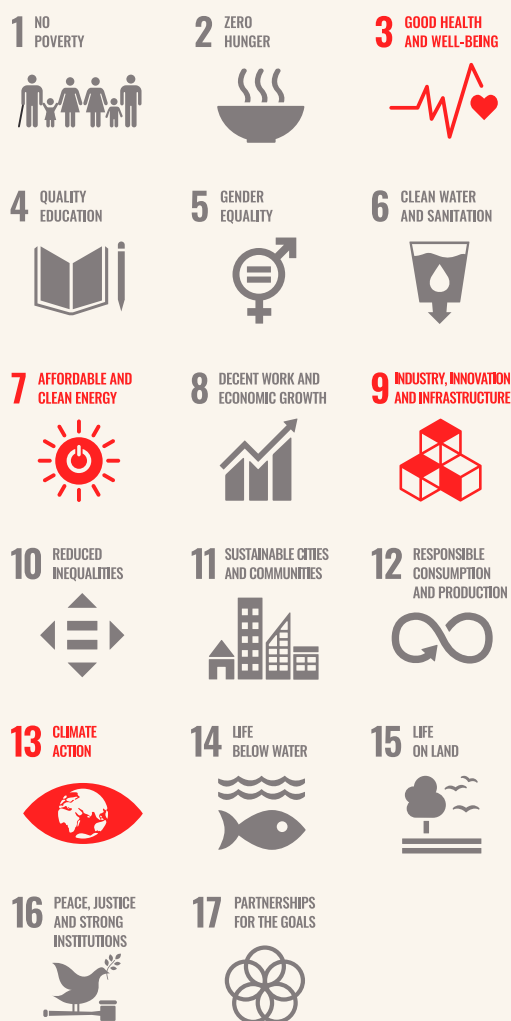 1 NO
POVERTY
2 ZERO
HUNGER
3 GOOD HEALTH
AND WELL-BEING
4 QUALITY
EDUCATION
5 GENDER
EQUALITY
6 CLEAN WATER
AND SANITATION
7 AFFORDABLE AND
CLEAN ENERGY
8 DECENT WORK AND
ECONOMIC GROWTH
9 INDUSTRY, INNOVATION
AND INFRASTRUCTURE
10 REDUCED
INEQUALITIES
11 SUSTAINABLE CITIES
AND COMMUNITIES
12 RESPONSIBLE
CONSUMPTION
AND PRODUCTION
13 CLIMATE
ACTION
14 LIFE
BELOW WATER
15 LIFE
ON LAND
16 PEACE, JUSTICE
AND STRONG
INSTITUTIONS
17 PARTNERSHIPS
FOR THE GOALS